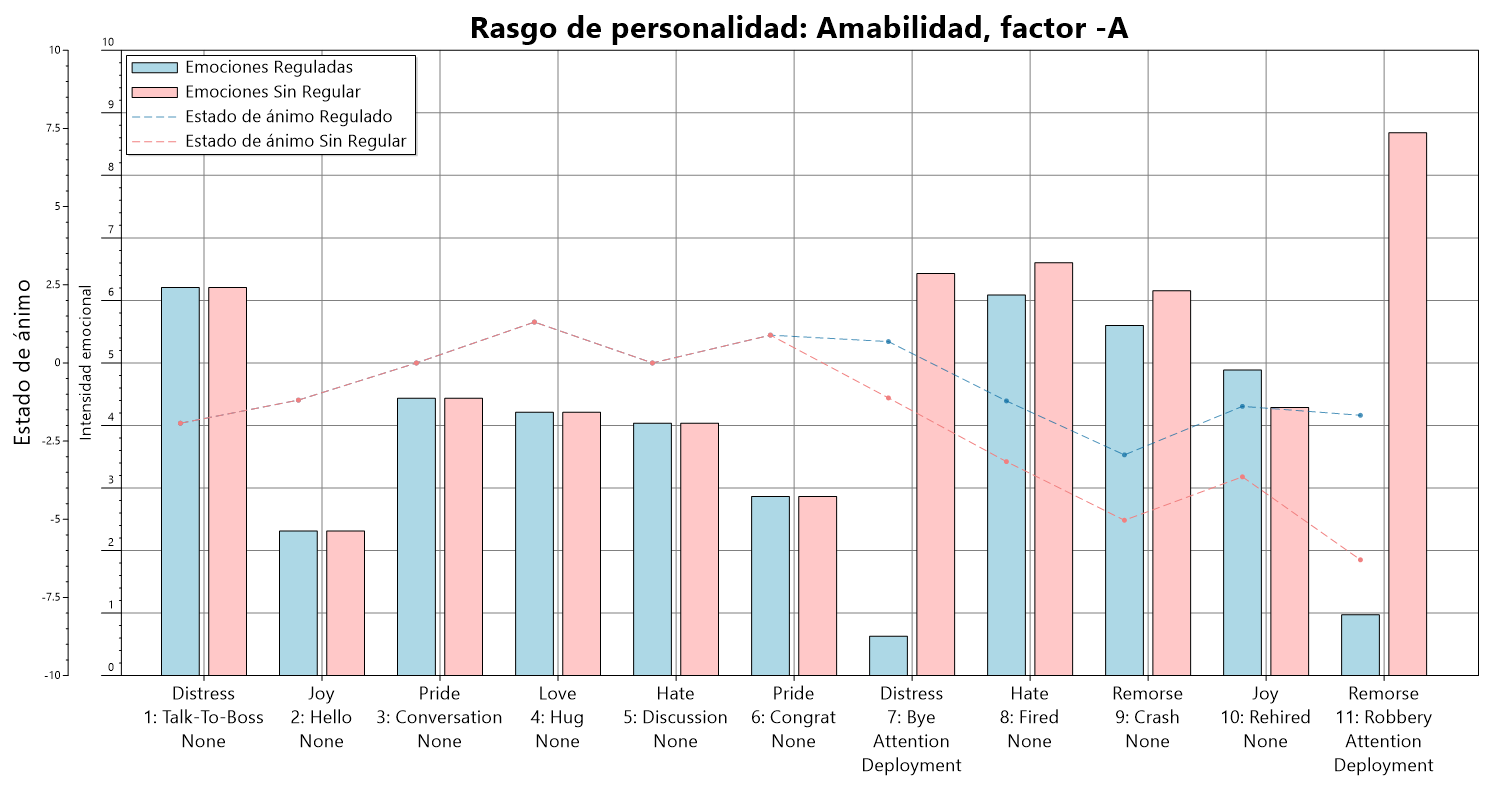 Rasgo de personalidad: Amabilidad, factor -A
Emociones Reguladas
Emociones Sin Regular
Estado de ánimo Regulado
Estado de ánimo Sin Regular
Estado de ánimo
10
7.5
5
2.5
0
-2.5
-5
-7.5
-10
Intensidad emocional
10
9
8
7
6
5
4
3
2
1
0
Distress
1: Talk-To-Boss
None
Joy
2: Hello
None
Pride
3: Conversation
None
Love
4: Hug
None
Hate
5: Discussion
None
Pride
6: Congrat
None
Distress
7: Bye
Attention
Deployment
Hate
8: Fired
None
Remorse
9: Crash
None
Joy
10: Rehired
None
Remorse
11: Robbery
Attention
Deployment